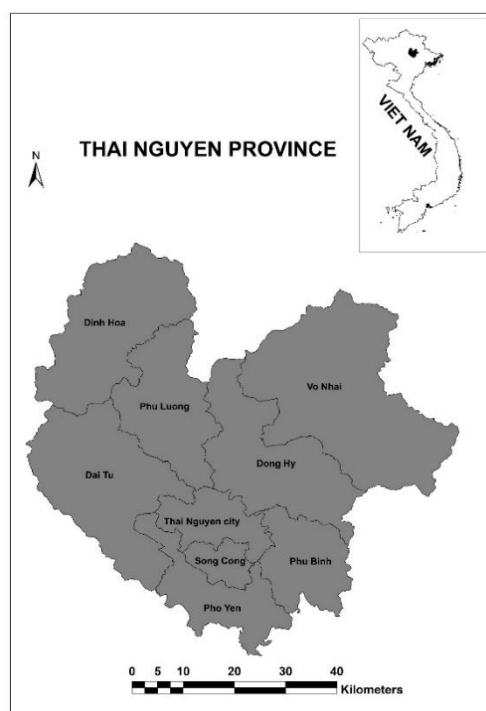 VIET NAM
THAI NGUYEN PROVINCE
N
Dinh Hoa
Vo Nhai
Phu Luong
Dong Hy
Dai Tu
Thai Nguyen city
Song Cong
Phu Binh
Pho Yen
0 5 10 20 30 40
Kilometers